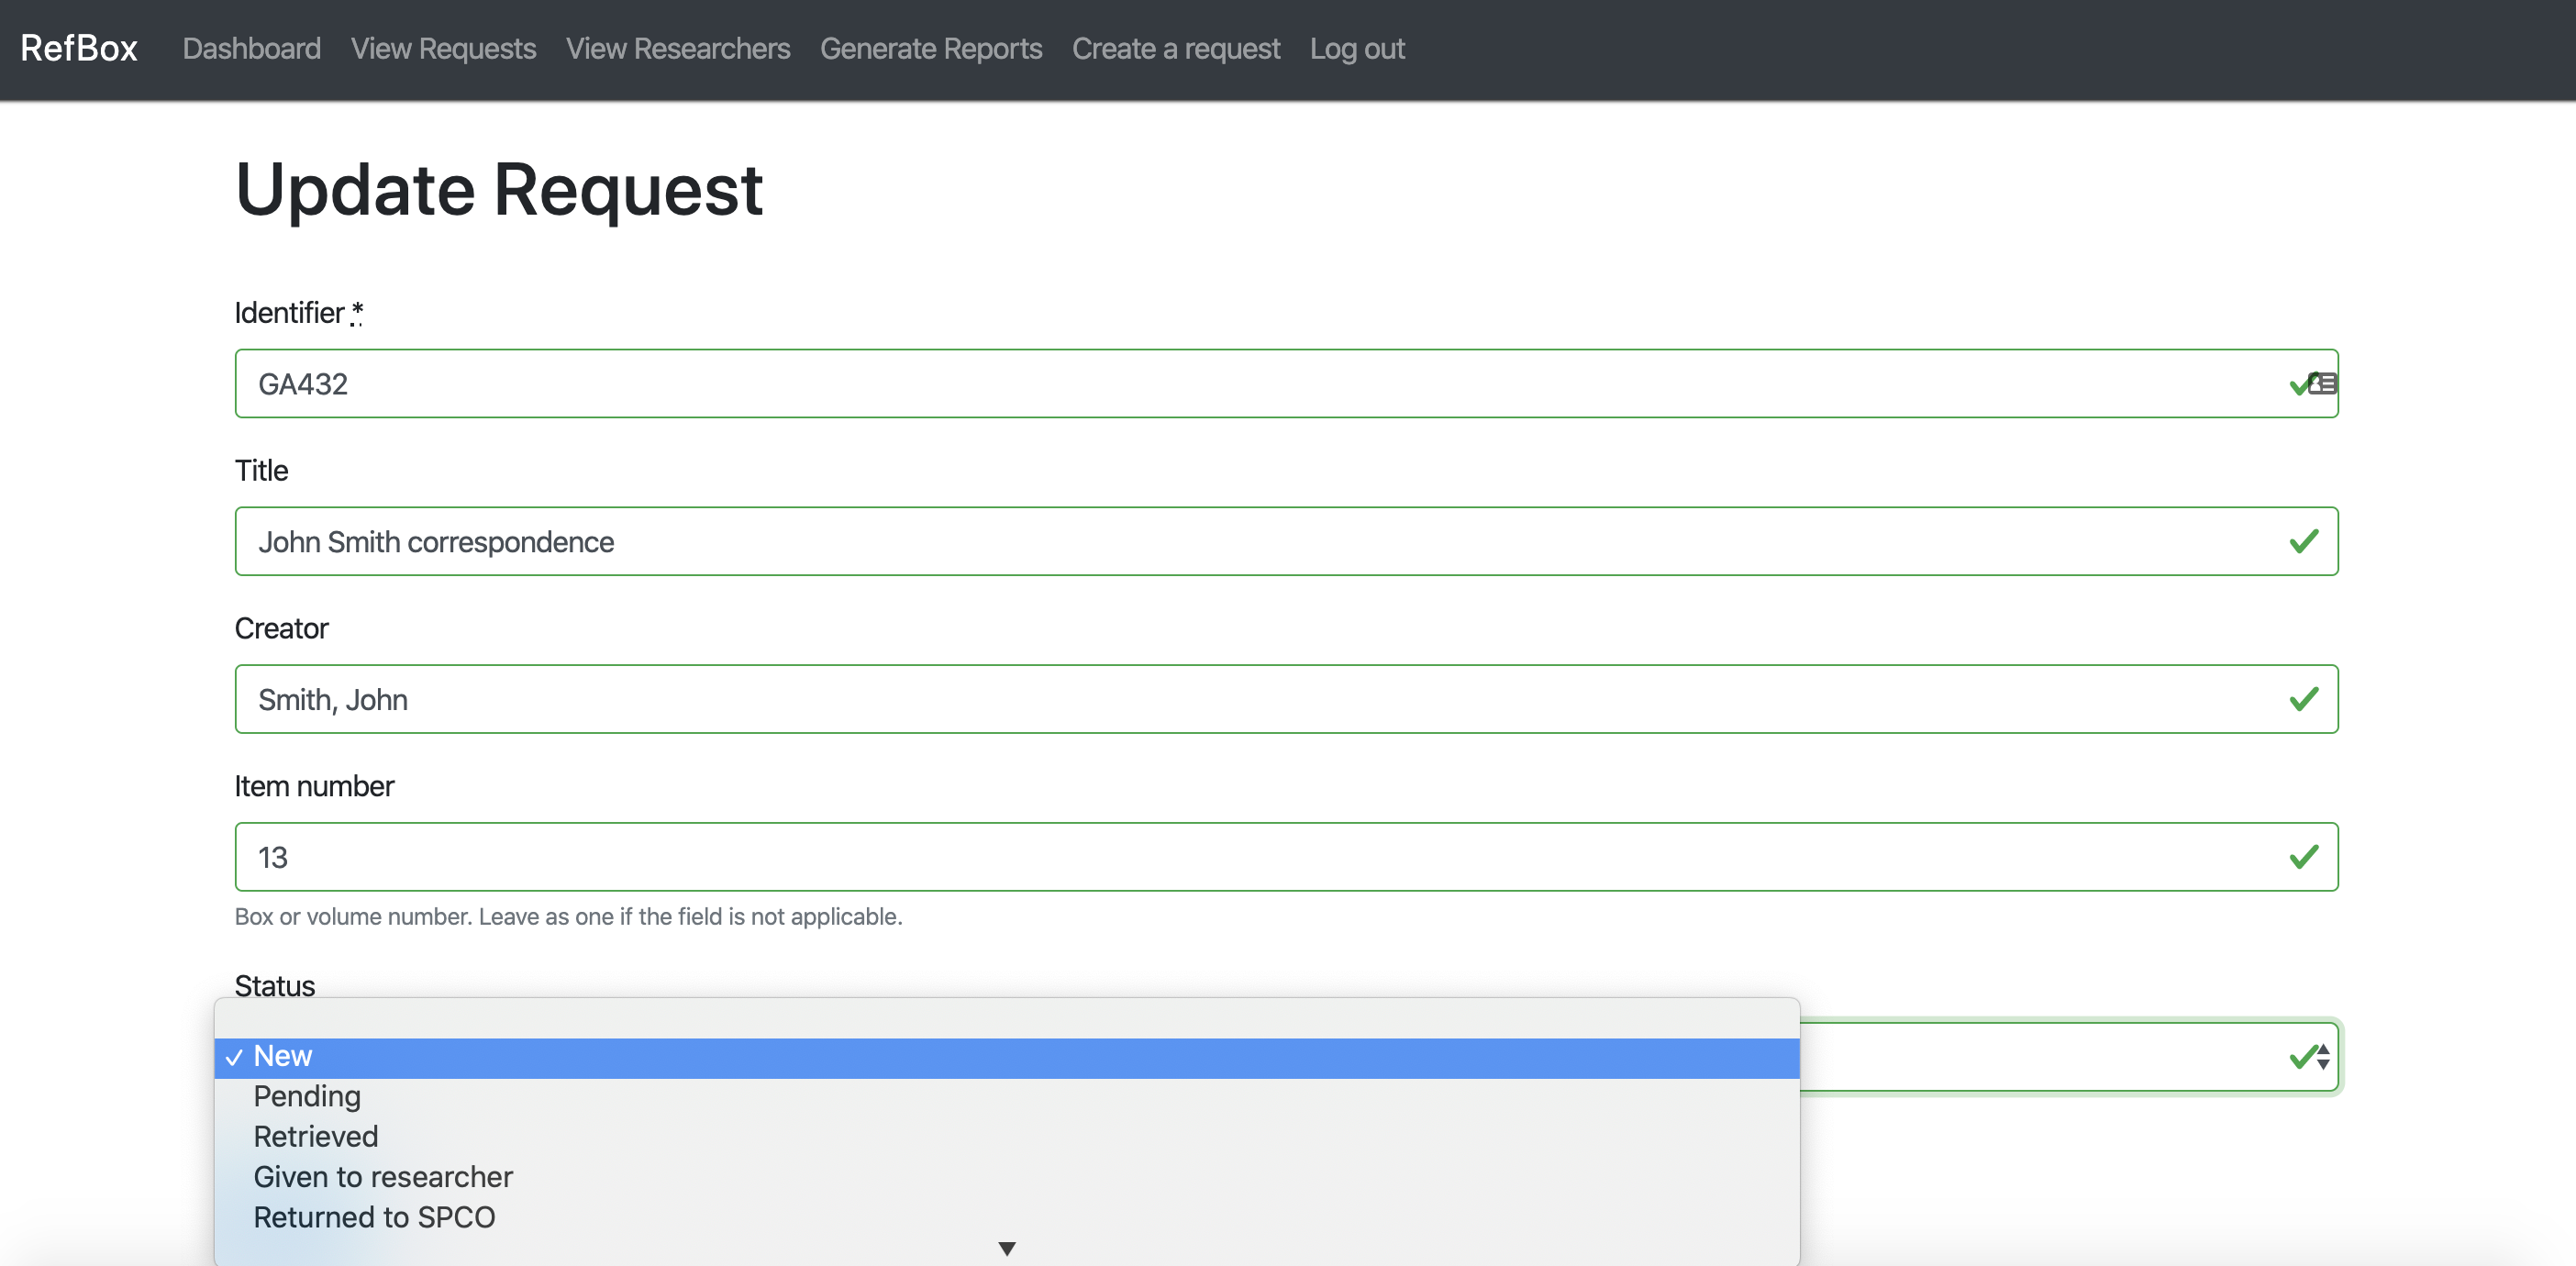 RefBox Dashboard View Requests View Researchers Generate Reports Create a request Log out
Update Request
Identifier *
GA432
Title
John Smith correspondence
Creator
Smith, John
Item number
13
Box or volume number. Leave as one if the field is not applicable.
Status
New
Pending
Retrieved
Given to researcher
Returned to SPCO